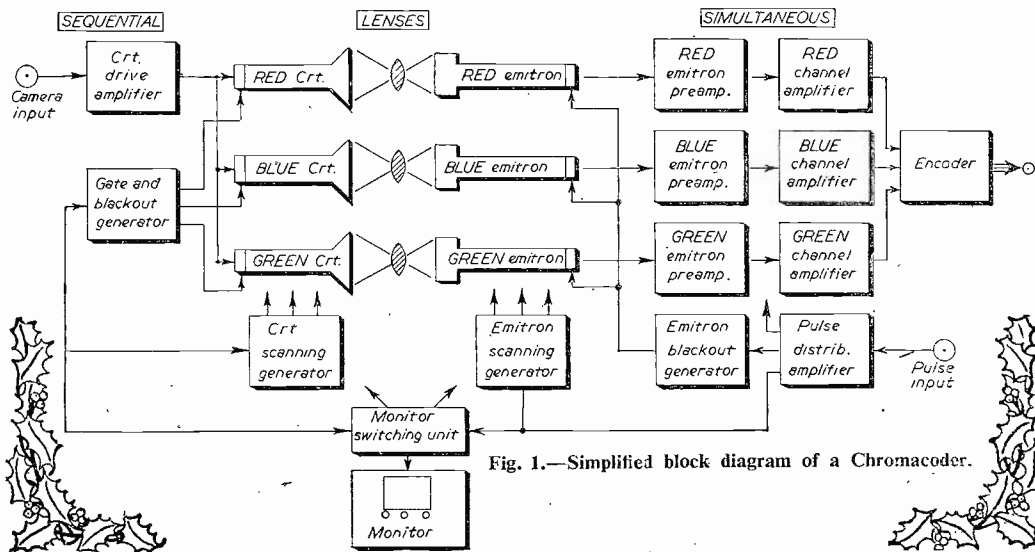 SEQUENTIAL
LENSES
SIMULTANEOUS
Crt.
drive
amplifier
Camera
input
RED Crt.
RED emitron
RED
emitron
preamp.
RED
channel
amplifier
Gate and
blackout
generator
BLUE Crt.
BLUE emitron
BLUE
emitron
preamp.
BLUE
channel
amplifier
Encoder
GREEN Crt.
GREEN emitron
GREEN
emitron
preamp.
GREEN
channel
amplifier
Crt
scanning
generator
Emitron
scanning
generator
Emitron
blackout
generator
Pulse
distrib.
amplifier
Pulse
input
Monitor
switching unit
Monitor
Fig. 1.—Simplified block diagram of a Chromacoder.